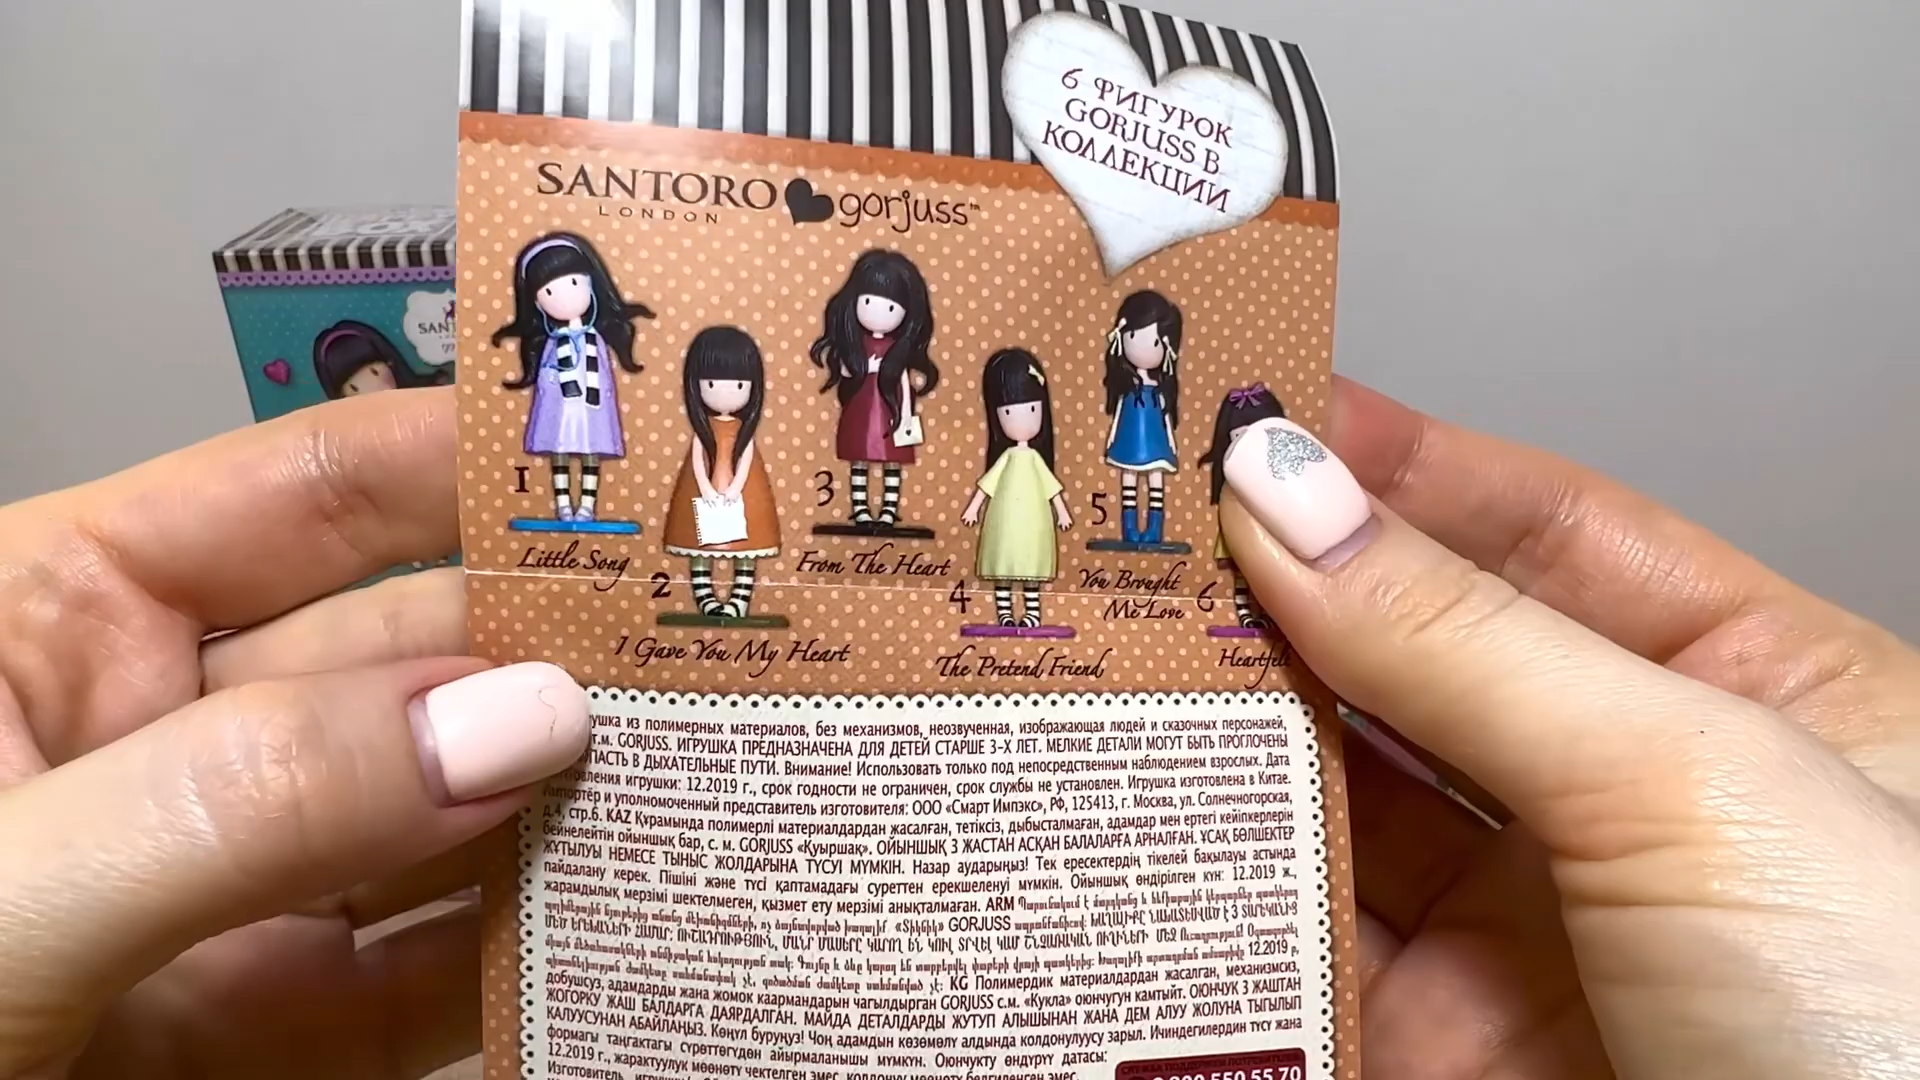 6 ФИГУРОК
GORJUSS В
КОЛЛЕКЦИИ
SANTORO gorjuss™
LONDON
SANT
1
Little Song
2
I Gave You My Heart
3
From The Heart
4
The Pretend Friend
5
You Brought
Me Love
6
Heartfelt
из полимерных материалов, без механизмов, неозвученная, изображающая людей и сказочных персонажей,
т.м. GORJUSS. ИГРУШКА ПРЕДНАЗНАЧЕНА ДЛЯ ДЕТЕЙ СТАРШЕ 3-Х ЛЕТ. МЕЛКИЕ ДЕТАЛИ МОГУТ БЫТЬ ПРОГЛОЧЕНЫ
В ДЫХАТЕЛЬНЫЕ ПУТИ. Внимание! Использовать только под непосредственным наблюдением взрослых. Дата
игрушки: 12.2019 г., срок годности не ограничен, срок службы не установлен. Игрушка изготовлена в Китае.
Импортёр и уполномоченный представитель изготовителя: ООО «Смарт Импэкс», РФ, 125413, г. Москва, ул. Солнечногорская,
д.4, стр.6. KAZ Құрамында полимерлі материалдардан жасалған, тетіксіз, дыбысталмаған, адамдар мен ертегі кейіпкерлерін
бейнелейтін ойыншық бар, с. м. GORJUSS «Қуыршақ». ОЙЫНШЫҚ 3 ЖАСТАН АСҚАН БАЛАЛАРҒА АРНАЛҒАН. ҰСАҚ БӨЛШЕКТЕР
ЖҰТЫЛУЫ НЕМЕСЕ ТЫНЫС ЖОЛДАРЫНА ТҮСУІ МҮМКІН. Назар аударыңыз! Тек ересектердің тікелей бақылауы астында
пайдалану керек. Пішіні және түсі қаптамадағы суреттен ерекшеленуі мүмкін. Ойыншық өндірілген күн: 12.2019 ж.,
жарамдылық мерзімі шектелмеген, қызмет ету мерзімі анықталмаған. ARM
GORJUSS
12.2019
KG Полимердик материалдардан жасалган, механизмсиз,
добушсуз, адамдарды жана жомок каармандарын чагылдырган GORJUSS с.м. «Кукла» оюнчугун камтыйт. ОЮНЧУК 3 ЖАШТАН
ЖОГОРКУ ЖАШ БАЛДАРГА ДАЯРДАЛГАН. МАЙДА ДЕТАЛДАРДЫ ЖУТУП АЛЫШЫНАН ЖАНА ДЕМ АЛУУ ЖОЛУНА ТЫГЫЛЫП
КАЛУУСУНАН АБАЙЛАҢЫЗ. Көңүл буруңуз! Чоң адамдын көзөмөлү алдында колдонулуусу зарыл. Ичиндегилердин түсү жана
формасы таңгактагы сүрөттөгүдөн айырмаланышы мүмкүн. Оюнчукту өндүрүү датасы:
12.2019 г., жарактуулук мөөнөтү чектелген эмес, колдонуу мөөнөтү белгиленген эмес.
550 55 70